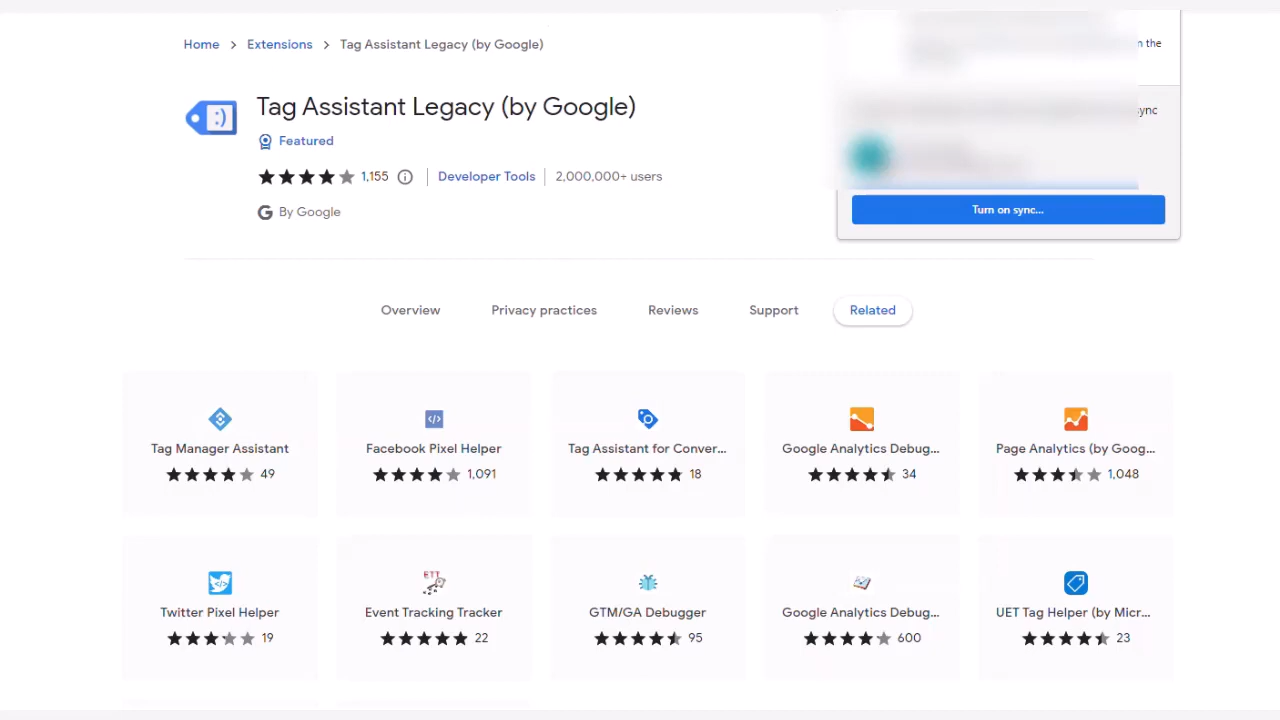 Home > Extensions > Tag Assistant Legacy (by Google)
n the
Tag Assistant Legacy (by Google)
ync
Featured
1,155 | Developer Tools | 2,000,000+ users
By Google
Turn on sync...
Overview Privacy practices Reviews Support Related
Tag Manager Assistant Facebook Pixel Helper Tag Assistant for Conver... Google Analytics Debug... Page Analytics (by Goog...
49 1,091 18 34 1,048
ETT
Twitter Pixel Helper Event Tracking Tracker GTM/GA Debugger Google Analytics Debug... UET Tag Helper (by Micr...
19 22 95 600 23